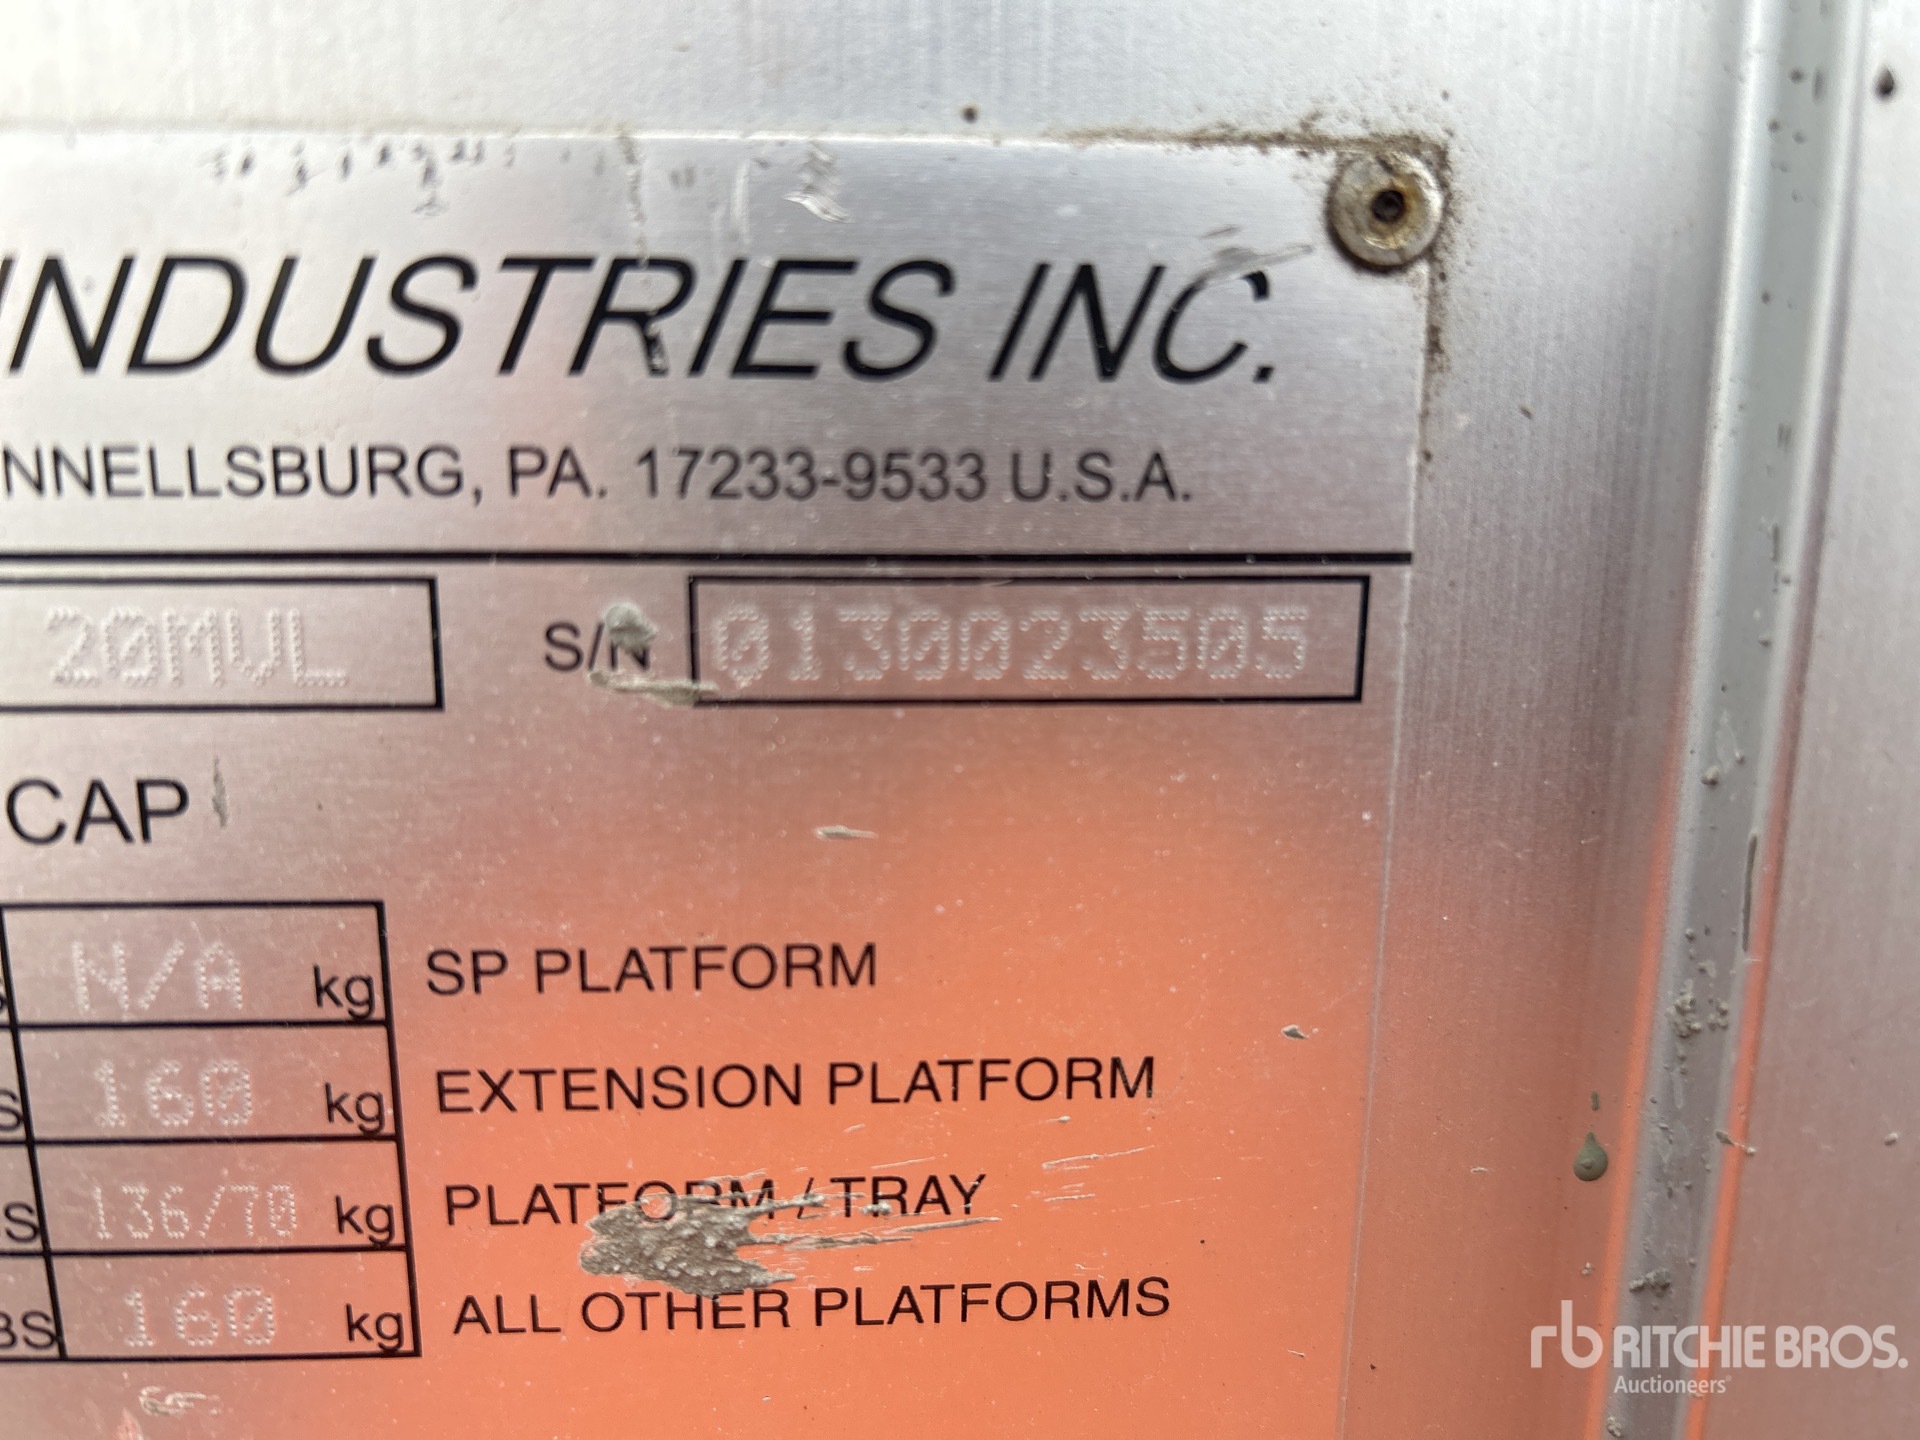 INDUSTRIES INC.
NNELLSBURG, PA. 17233-9533 U.S.A.
20MVL S/N 0130023505
CAP
N/A kg SP PLATFORM
S 160 kg EXTENSION PLATFORM
S 136/70 kg PLATFORM / TRAY
BS 160 kg ALL OTHER PLATFORMS
rb RITCHIE BROS.
Auctioneers